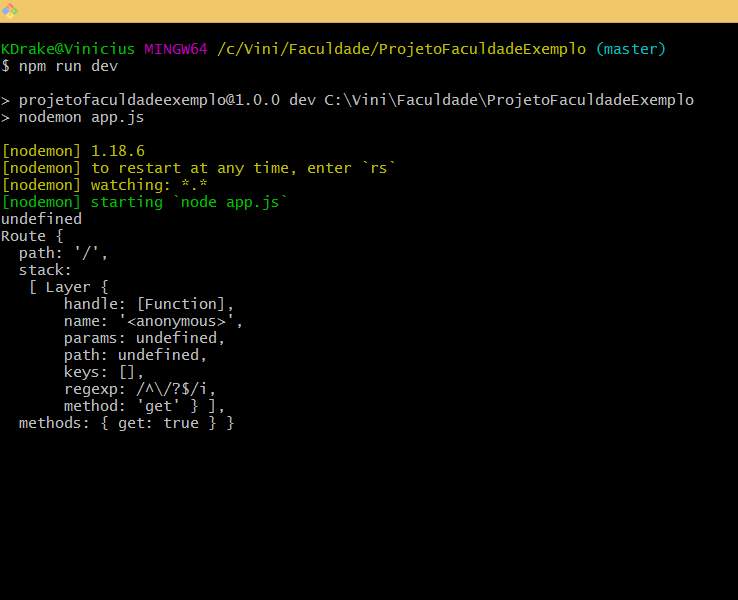 KDrake@Vinicius MINGW64 /c/Vini/Faculdade/ProjetoFaculdadeExemplo (master)
$ npm run dev
> projetofaculdadeexemplo@1.0.0 dev C:\Vini\Faculdade\ProjetoFaculdadeExemplo
> nodemon app.js
[nodemon] 1.18.6
[nodemon] to restart at any time, enter `rs`
[nodemon] watching: *.*
[nodemon] starting `node app.js`
undefined
Route {
  path: '/',
  stack:
   [ Layer {
       handle: [Function],
       name: '<anonymous>',
       params: undefined,
       path: undefined,
       keys: [],
       regexp: /^\/?$/i,
       method: 'get' } ],
  methods: { get: true } }